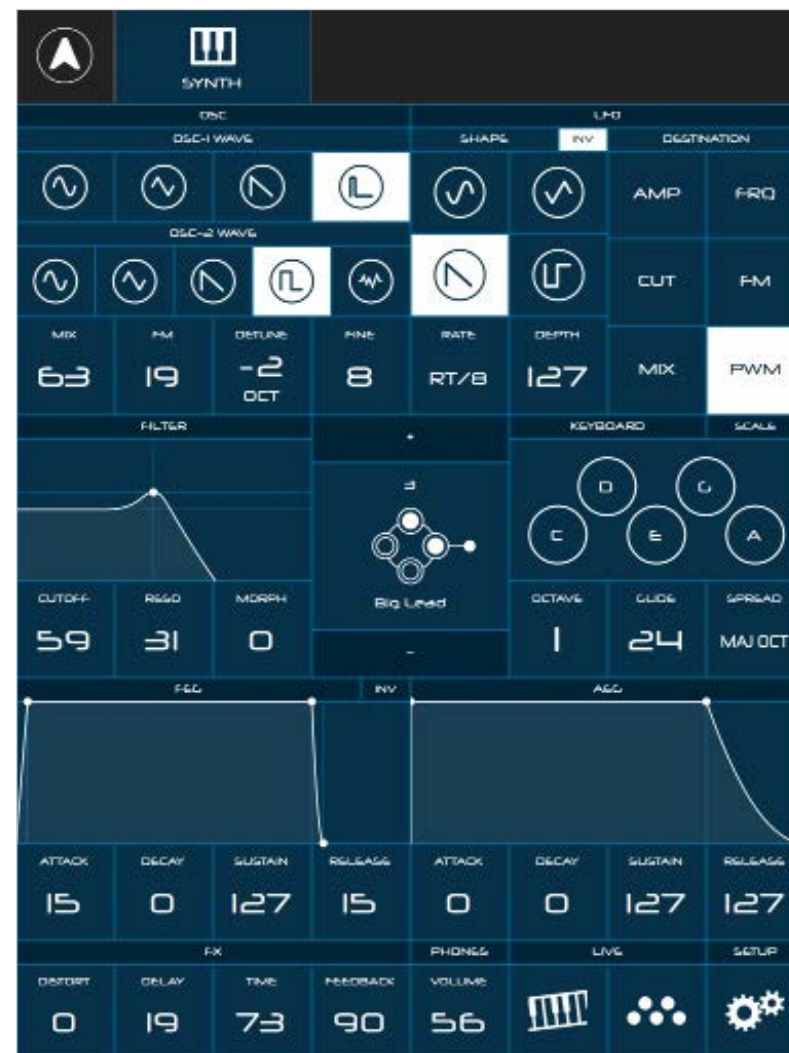 SYNTH
OSC LFO
OSC-1 WAVE SHAPE INV DESTINATION
AMP FRQ
OSC-2 WAVE
CUT FM
MIX FM DETUNE FINE RATE DEPTH
63 19 -2 OCT 8 RT/8 127 MIX PWM
FILTER + KEYBOARD SCALE
D G
C E A
Big Lead
CUTOFF RESO MORPH OCTAVE GLIDE SPREAD
59 31 0 1 24 MAJ OCT
-
FEG INV AEG
ATTACK DECAY SUSTAIN RELEASE ATTACK DECAY SUSTAIN RELEASE
15 0 127 15 0 0 127 127
FX PHONES LIVE SETUP
DISTORT DELAY TIME FEEDBACK VOLUME
0 19 73 90 56